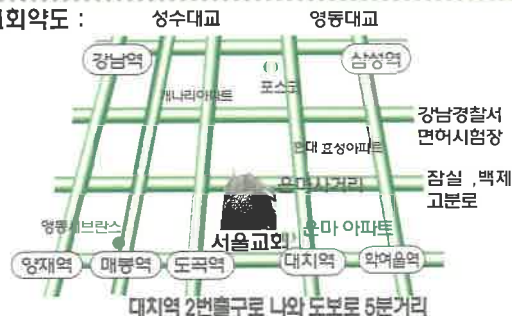 회약도 :
성수대교 영동대교
강남역 삼성역
포스코
개나리아파트
강남경찰서
면허시험장
현대 효성아파트
은마사거리
잠실 ,백제
고분로
영동세브란스
서울교회
은마 아파트
양재역 매봉역 도곡역 대치역 학여울역
대치역 2번출구로 나와 도보로 5분거리